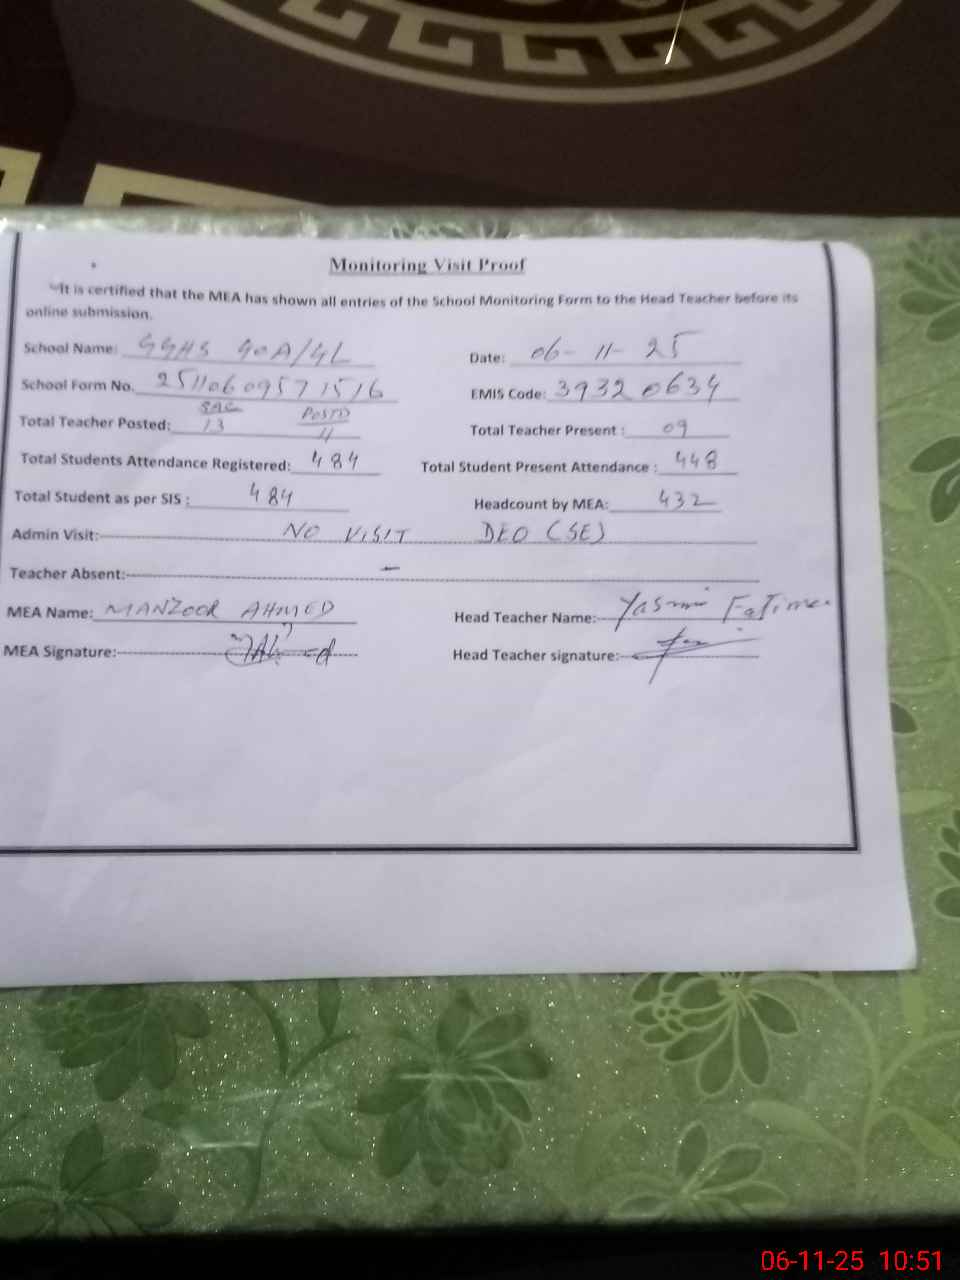 Monitoring Visit Proof
It is certified that the MEA has shown all entries of the School Monitoring Form to the Head Teacher before its
online submission.
School Name: GGHS 90A/9L Date: 06-11-25
School Form No. 2511060957 1516 EMIS Code: 39320634
Total Teacher Posted: SAC 13 POSTD 11 Total Teacher Present : 09
Total Students Attendance Registered: 484 Total Student Present Attendance : 448
Total Student as per SIS : 484 Headcount by MEA: 432
Admin Visit: NO VISIT DEO (SE)
Teacher Absent: -
MEA Name: MANZOOR AHMED Head Teacher Name: Yasmin Fatima
MEA Signature: Head Teacher signature:
06-11-25 10:51